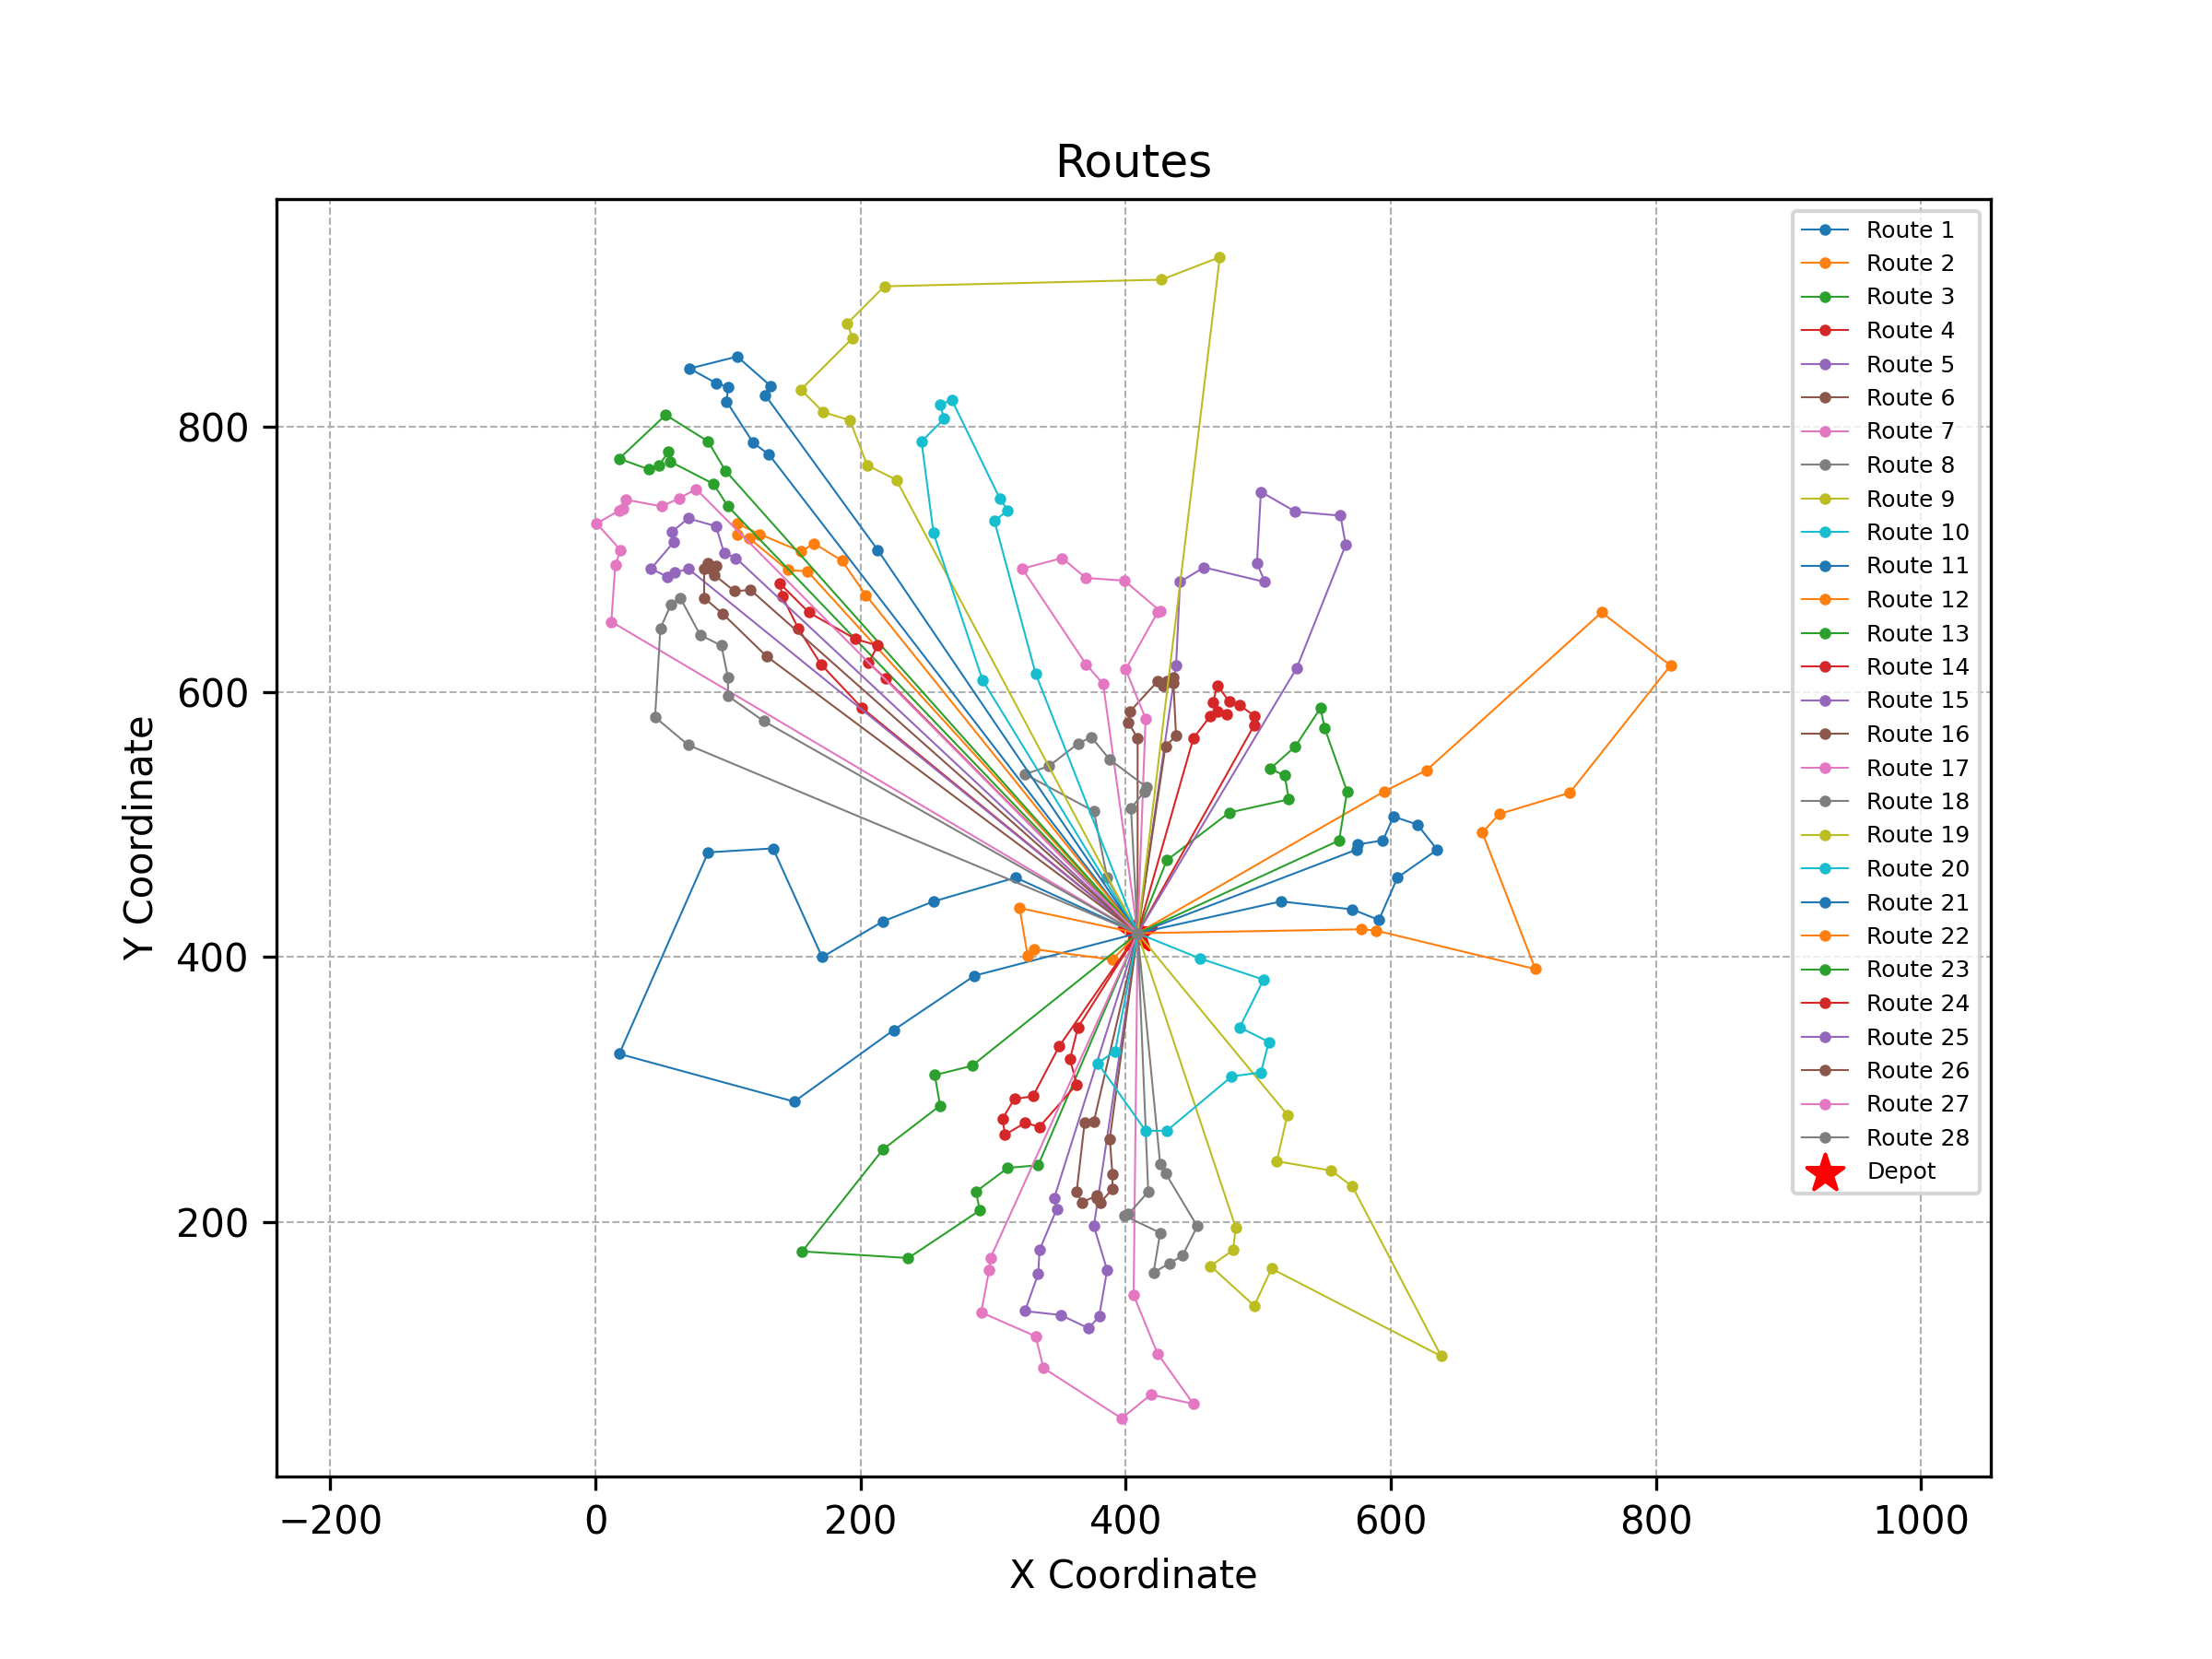 Routes
Y Coordinate
800
600
400
200
−200
0
200
400
600
800
1000
X Coordinate
Route 1
Route 2
Route 3
Route 4
Route 5
Route 6
Route 7
Route 8
Route 9
Route 10
Route 11
Route 12
Route 13
Route 14
Route 15
Route 16
Route 17
Route 18
Route 19
Route 20
Route 21
Route 22
Route 23
Route 24
Route 25
Route 26
Route 27
Route 28
Depot